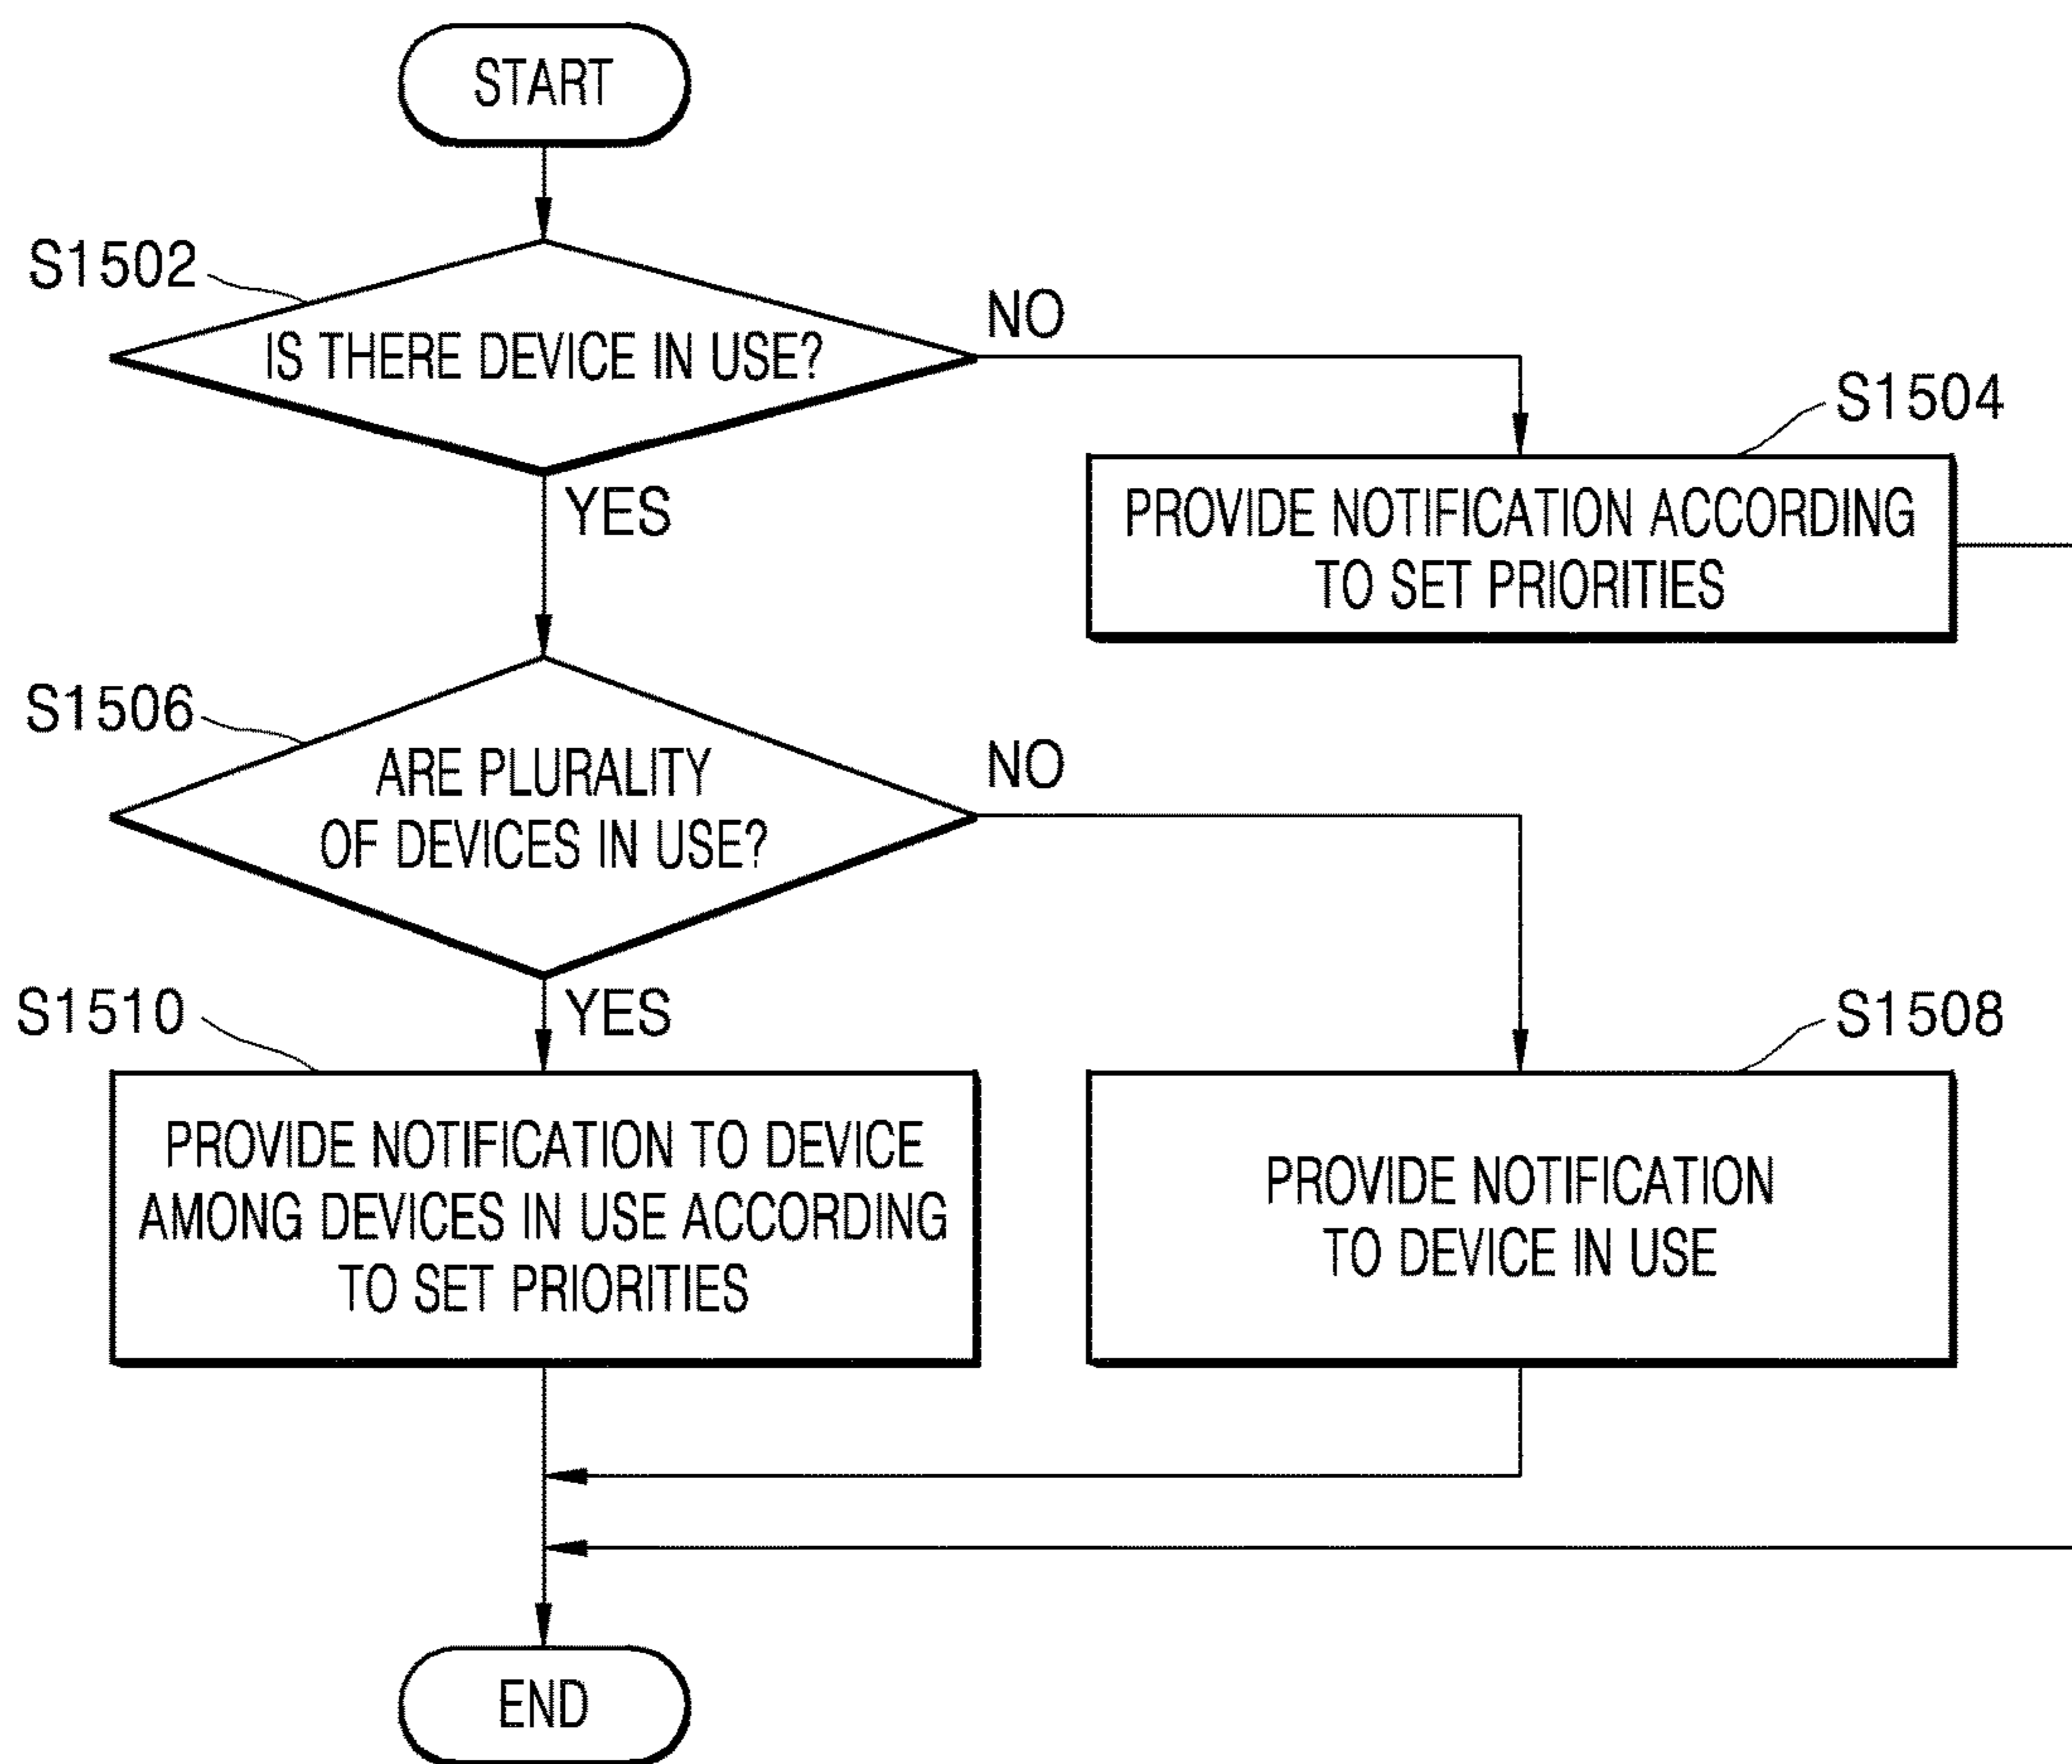 START
S1502
IS THERE DEVICE IN USE?
NO
S1504
PROVIDE NOTIFICATION ACCORDING
TO SET PRIORITIES
YES
S1506
ARE PLURALITY
OF DEVICES IN USE?
NO
S1510
YES
S1508
PROVIDE NOTIFICATION TO DEVICE
AMONG DEVICES IN USE ACCORDING
TO SET PRIORITIES
PROVIDE NOTIFICATION
TO DEVICE IN USE
END